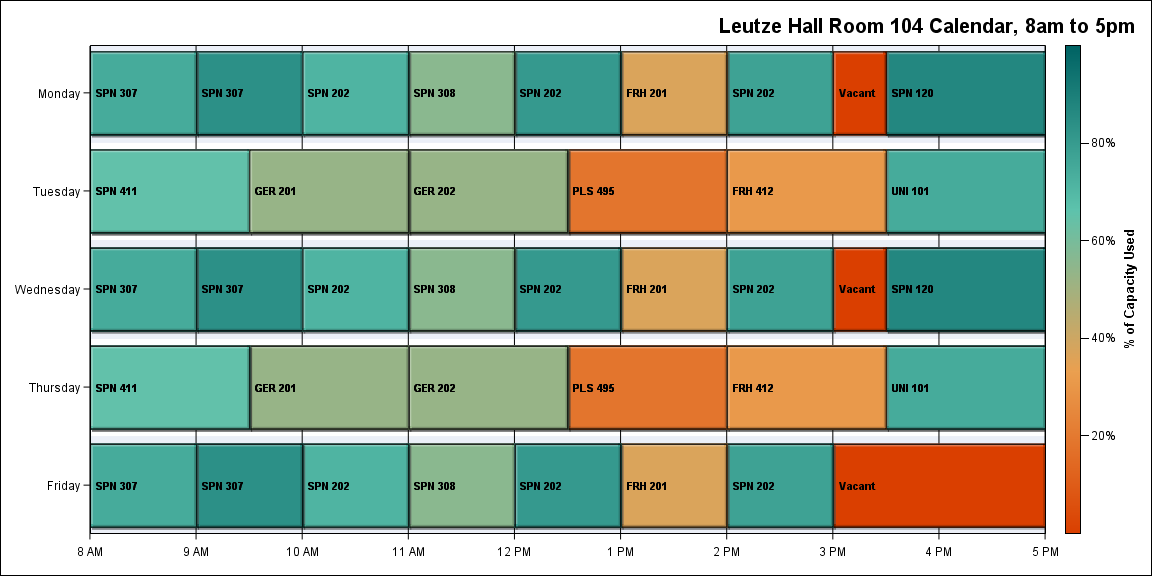 Leutze Hall Room 104 Calendar, 8am to 5pm
Monday SPN 307 SPN 307 SPN 202 SPN 308 SPN 202 FRH 201 SPN 202 Vacant SPN 120
80%
Tuesday SPN 411 GER 201 GER 202 PLS 495 FRH 412 UNI 101
60%
% of Capacity Used
Wednesday SPN 307 SPN 307 SPN 202 SPN 308 SPN 202 FRH 201 SPN 202 Vacant SPN 120
40%
Thursday SPN 411 GER 201 GER 202 PLS 495 FRH 412 UNI 101
20%
Friday SPN 307 SPN 307 SPN 202 SPN 308 SPN 202 FRH 201 SPN 202 Vacant
8 AM 9 AM 10 AM 11 AM 12 PM 1 PM 2 PM 3 PM 4 PM 5 PM